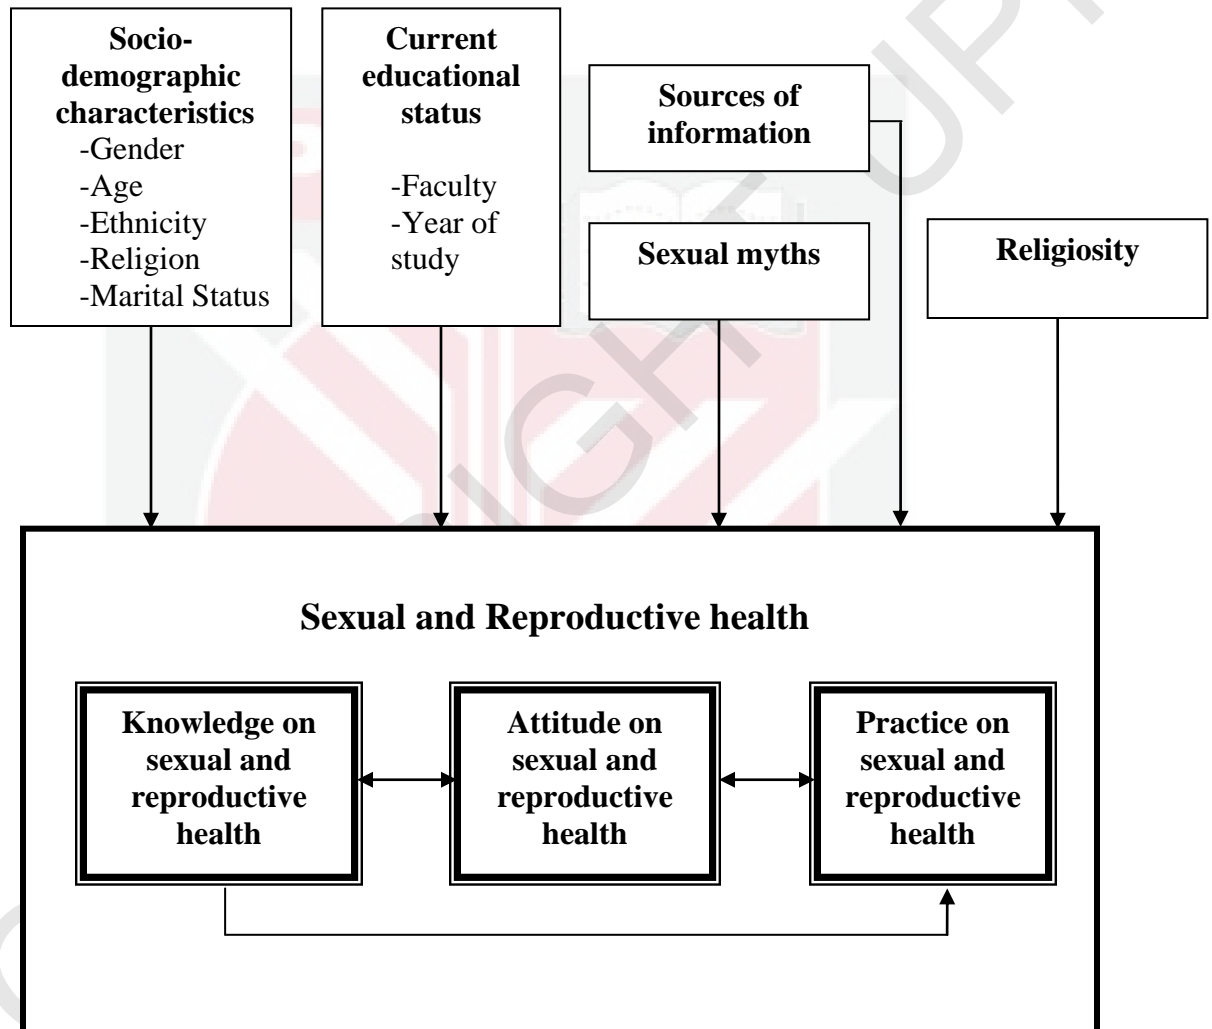 Socio-
demographic
characteristics
-Gender
-Age
-Ethnicity
-Religion
-Marital Status
Current
educational
status
-Faculty
-Year of
study
Sources of
information
Sexual myths
Religiosity
Sexual and Reproductive health
Knowledge on
sexual and
reproductive
health
Attitude on
sexual and
reproductive
health
Practice on
sexual and
reproductive
health